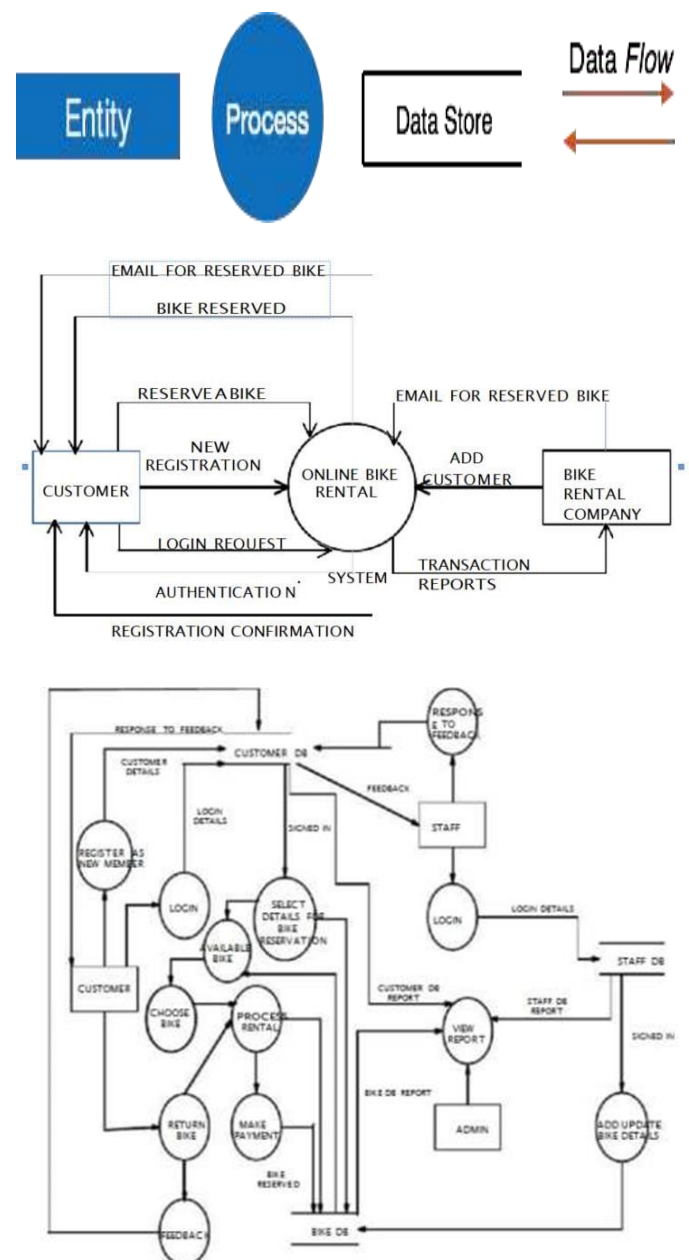 Entity
Process
Data Store
Data Flow
EMAIL FOR RESERVED BIKE
BIKE RESERVED
RESERVE A BIKE
EMAIL FOR RESERVED BIKE
NEW
REGISTRATION
ADD
CUSTOMER
CUSTOMER
ONLINE BIKE
RENTAL
BIKE
RENTAL
COMPANY
LOGIN REQUEST
SYSTEM
TRANSACTION
REPORTS
AUTHENTICATION
REGISTRATION CONFIRMATION
RESPONS
E TO
FEEDBACK
RESPONSE TO FEEDBACK
CUSTOMER DB
CUSTOMER
DETAILS
FEEDBACK
LOGIN
DETAILS
SIGNED IN
STAFF
REGISTER AS
NEW MEMBER
LOGIN
SELECT
DETAILS FOR
BIKE
RESERVATION
LOGIN
LOGIN DETAILS
AVAILABLE
BIKE
STAFF DB
CUSTOMER
CUSTOMER DB
REPORT
STAFF DB
REPORT
CHOOSE
BIKE
PROCESS
RENTAL
VIEW
REPORT
SIGNED IN
BIKE DB REPORT
RETURN
BIKE
MAKE
PAYMENT
ADMIN
ADD UPDATE
BIKE DETAILS
BIKE
RESERVED
FEEDBACK
BIKE DB